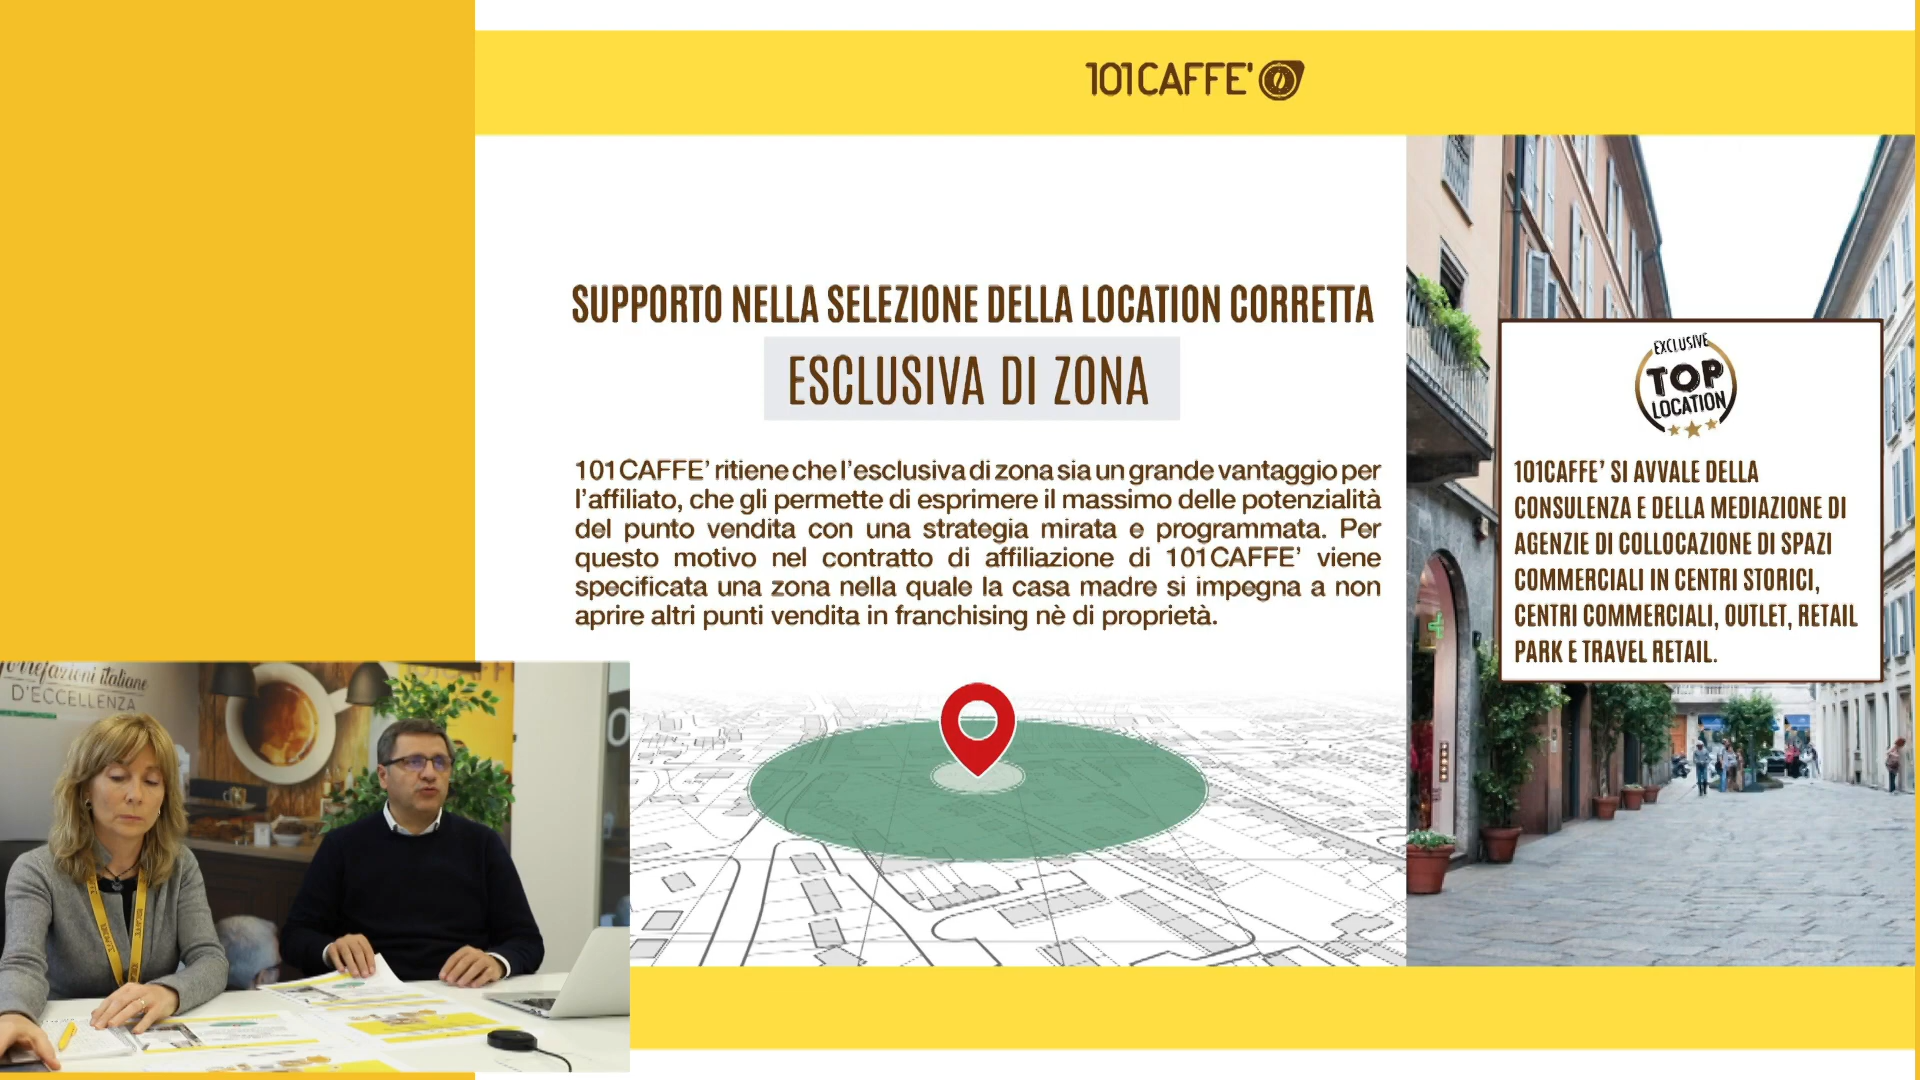 101CAFFE'
SUPPORTO NELLA SELEZIONE DELLA LOCATION CORRETTA
ESCLUSIVA DI ZONA
101CAFFE' ritiene che l'esclusiva di zona sia un grande vantaggio per
l'affiliato, che gli permette di esprimere il massimo delle potenzialità
del punto vendita con una strategia mirata e programmata. Per
questo motivo nel contratto di affiliazione di 101CAFFE' viene
specificata una zona nella quale la casa madre si impegna a non
aprire altri punti vendita in franchising nè di proprietà.
EXCLUSIVE
TOP
LOCATION
101CAFFE' SI AVVALE DELLA
CONSULENZA E DELLA MEDIAZIONE DI
AGENZIE DI COLLOCAZIONE DI SPAZI
COMMERCIALI IN CENTRI STORICI,
CENTRI COMMERCIALI, OUTLET, RETAIL
PARK E TRAVEL RETAIL.
italiane
D'ECCELLENZA